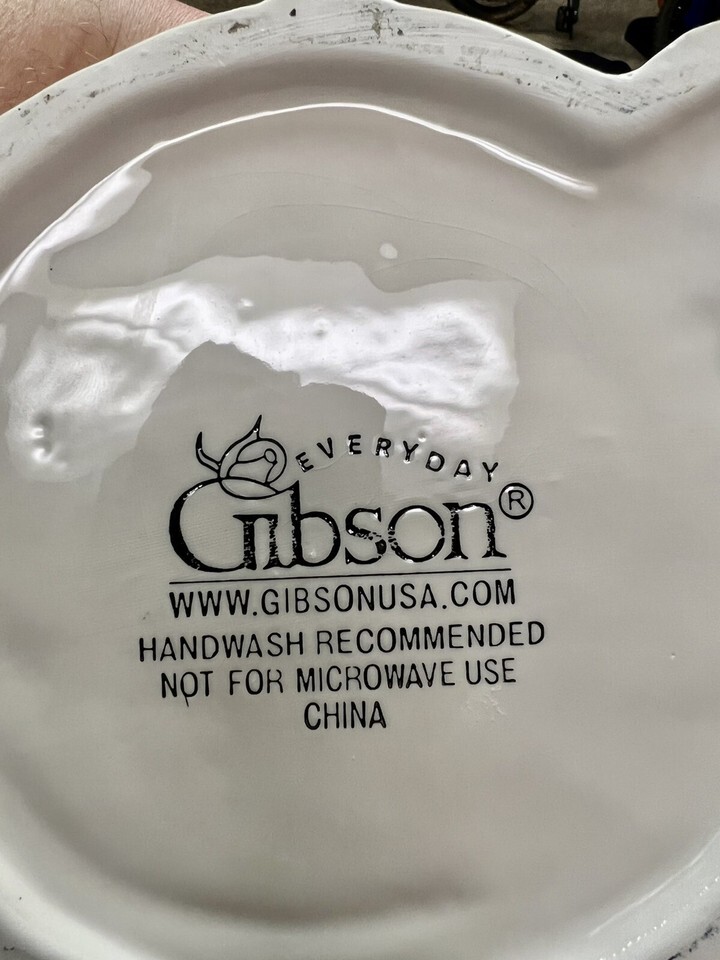 EVERYDAY
Gibson®
WWW.GIBSONUSA.COM
HANDWASH RECOMMENDED
NOT FOR MICROWAVE USE
CHINA